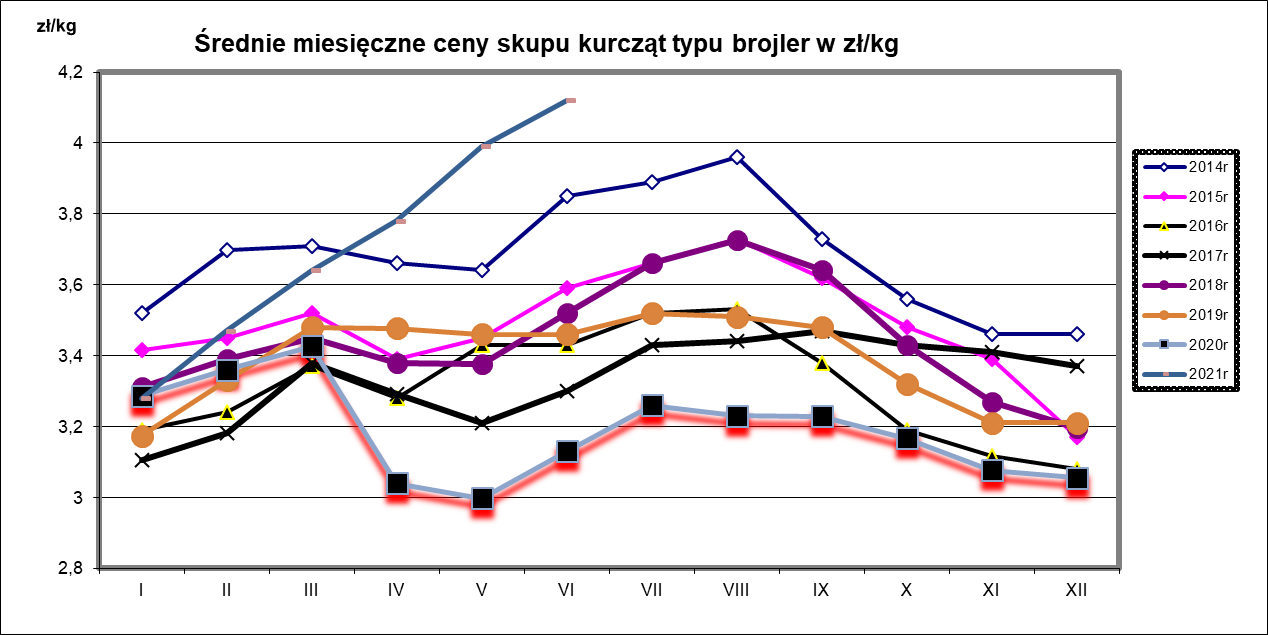 zł/kg
Średnie miesięczne ceny skupu kurcząt typu brojler w zł/kg
4,2
4
3,8
3,6
3,4
3,2
3
2,8
I II III IV V VI VII VIII IX X XI XII
2014r
2015r
2016r
2017r
2018r
2019r
2020r
2021r